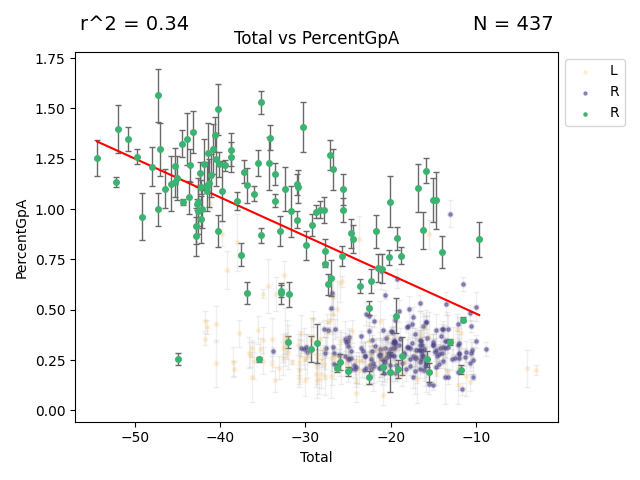 r^2 = 0.34 N = 437
Total vs PercentGpA
1.75
1.50
1.25
1.00
0.75
0.50
0.25
0.00
PercentGpA
−50 −40 −30 −20 −10
Total
L
R
R